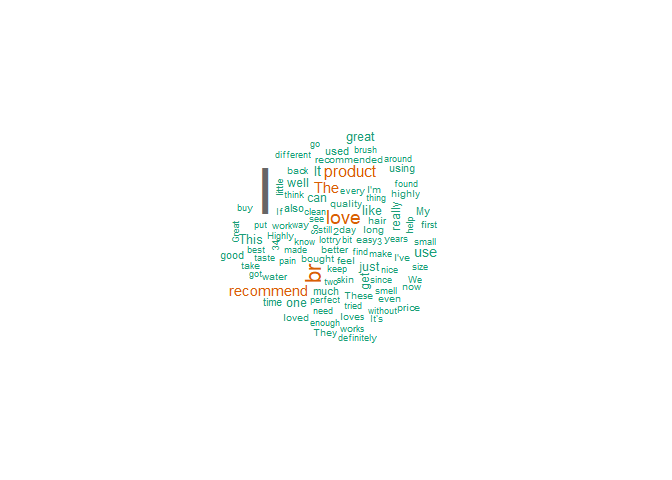 great
go
different
used
brush
recommended
around
back
It
product
using
I
little
well
The
every
I'm
found
think
can
thing
highly
buy
If
also
clean
quality
love
like
really
My
Great
put
work
way
see
So
still
2
day
long
hair
help
first
This
Highly
34
know
lottry
bit
easy
3
years
small
best
made
better
find
make
I've
use
good
taste
pain
bought
feel
just
nice
size
take
got
water
br
keep
two
skin
get
since
We
recommend
much
These
smell
now
time
one
perfect
even
loved
need
tried
without
price
enough
loves
It's
They
works
definitely